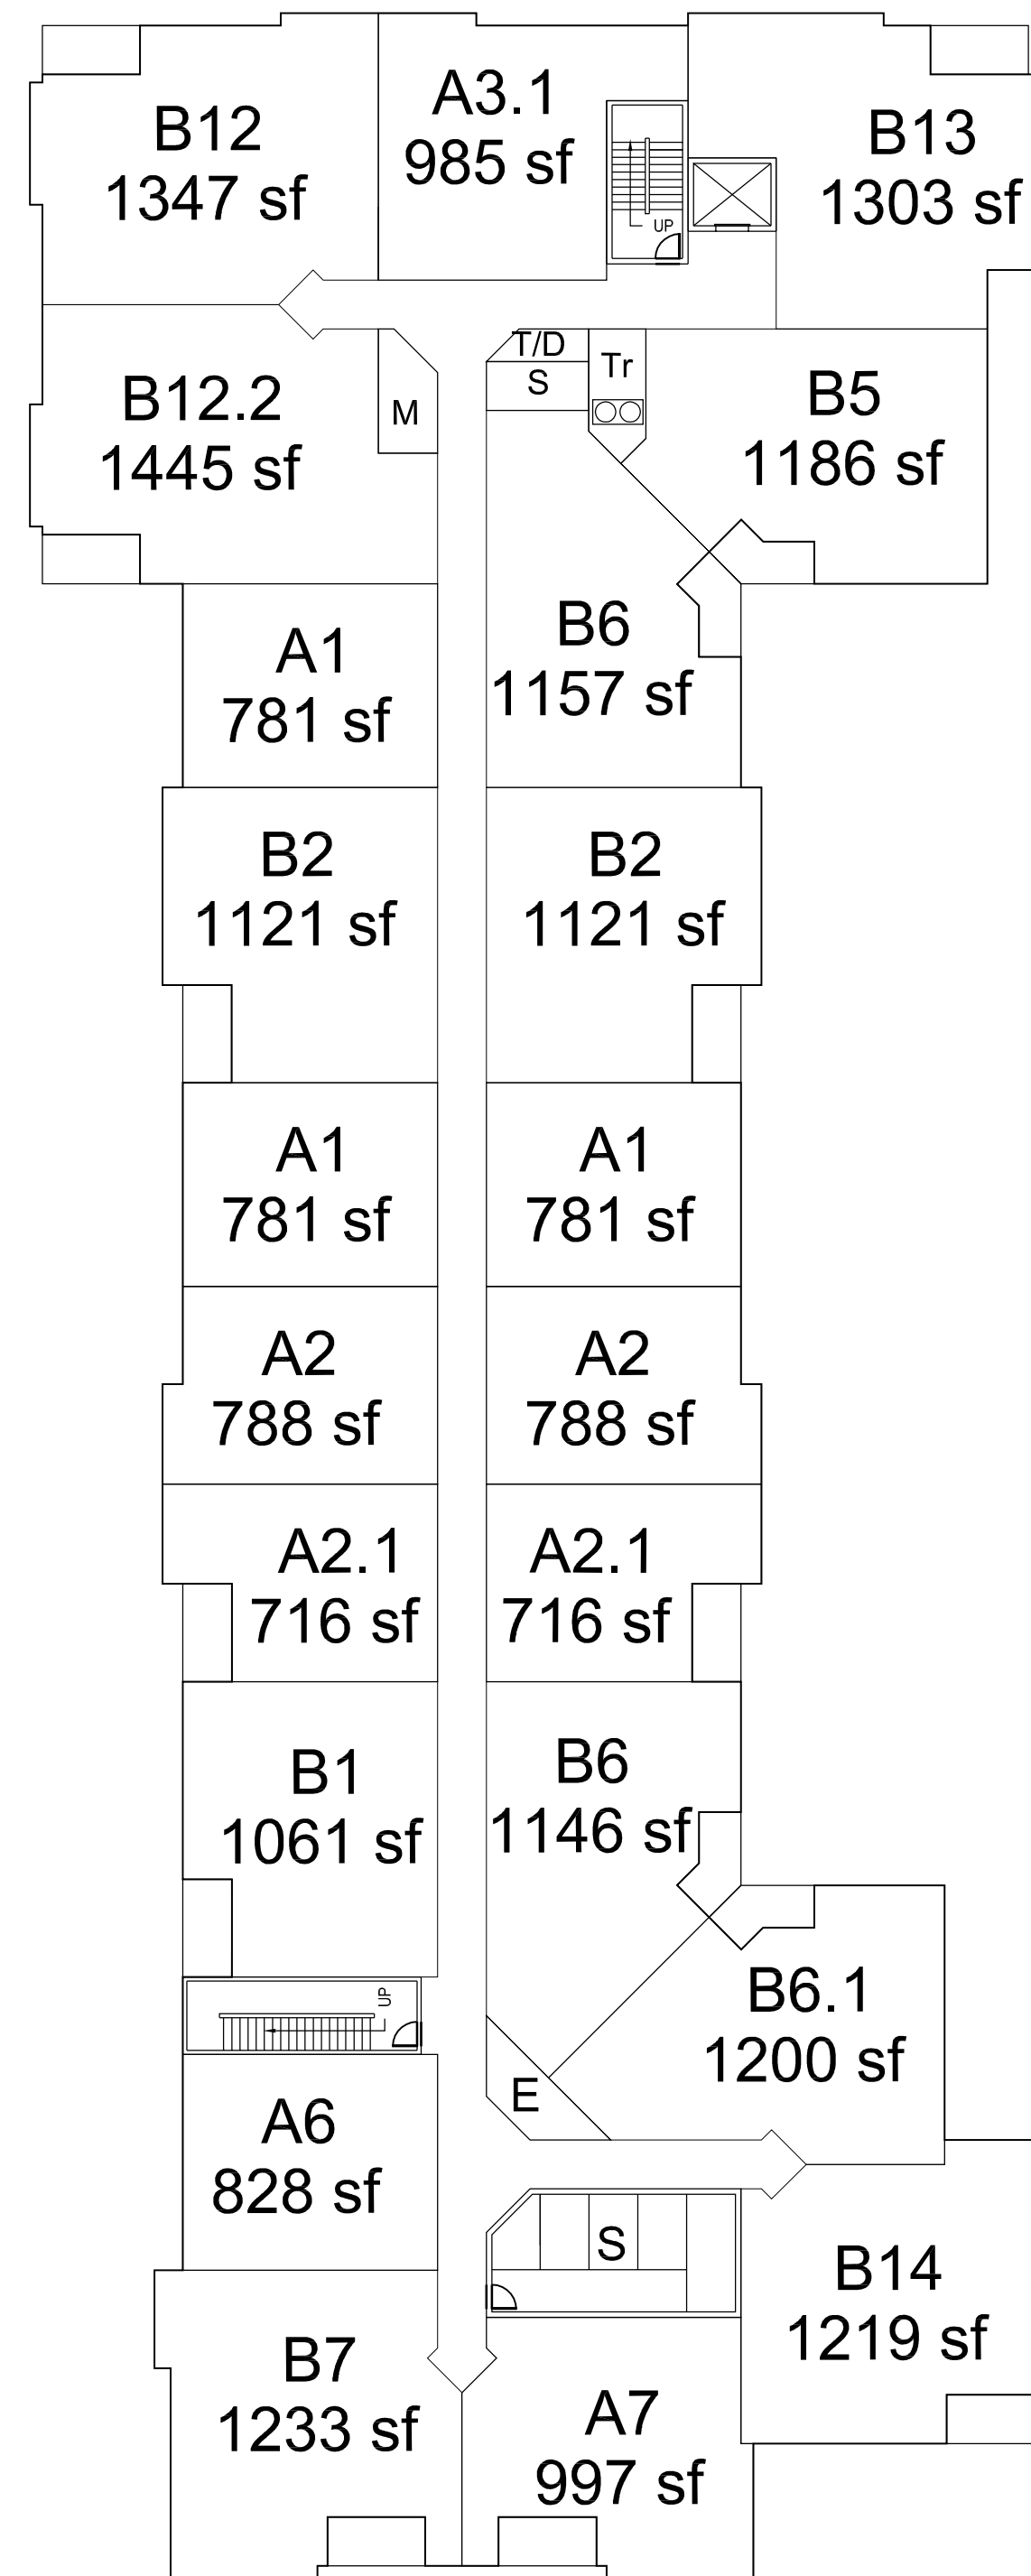 B12
1347 sf
A3.1
985 sf
UP
B13
1303 sf
B12.2
1445 sf
M
T/D
S
Tr
B5
1186 sf
A1
781 sf
B6
1157 sf
B2
1121 sf
B2
1121 sf
A1
781 sf
A1
781 sf
A2
788 sf
A2
788 sf
A2.1
716 sf
A2.1
716 sf
B1
1061 sf
B6
1146 sf
UP
B6.1
1200 sf
E
A6
828 sf
S
B14
1219 sf
B7
1233 sf
A7
997 sf